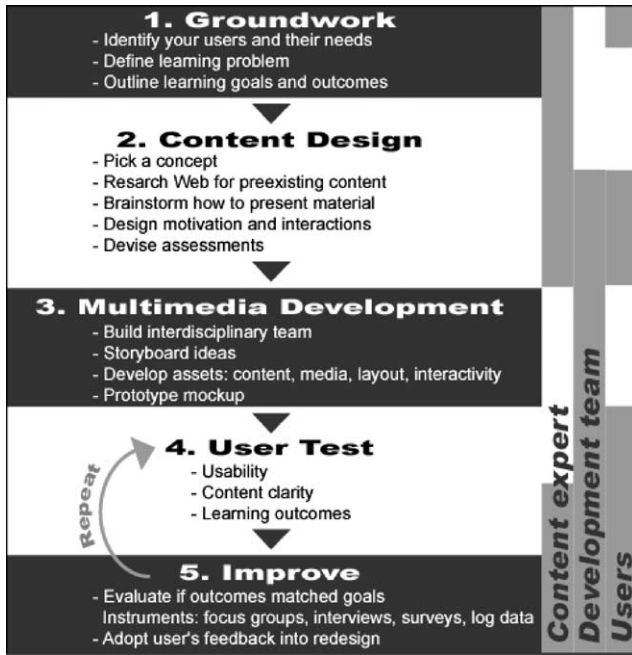 1. Groundwork
- Identify your users and their needs
- Define learning problem
- Outline learning goals and outcomes
2. Content Design
- Pick a concept
- Resarch Web for preexisting content
- Brainstorm how to present material
- Design motivation and interactions
- Devise assessments
3. Multimedia Development
- Build interdisciplinary team
- Storyboard ideas
- Develop assets: content, media, layout, interactivity
- Prototype mockup
4. User Test
- Usability
- Content clarity
- Learning outcomes
Repeat
5. Improve
- Evaluate if outcomes matched goals
Instruments: focus groups, interviews, surveys, log data
- Adopt user's feedback into redesign
Content expert
Development team
Users